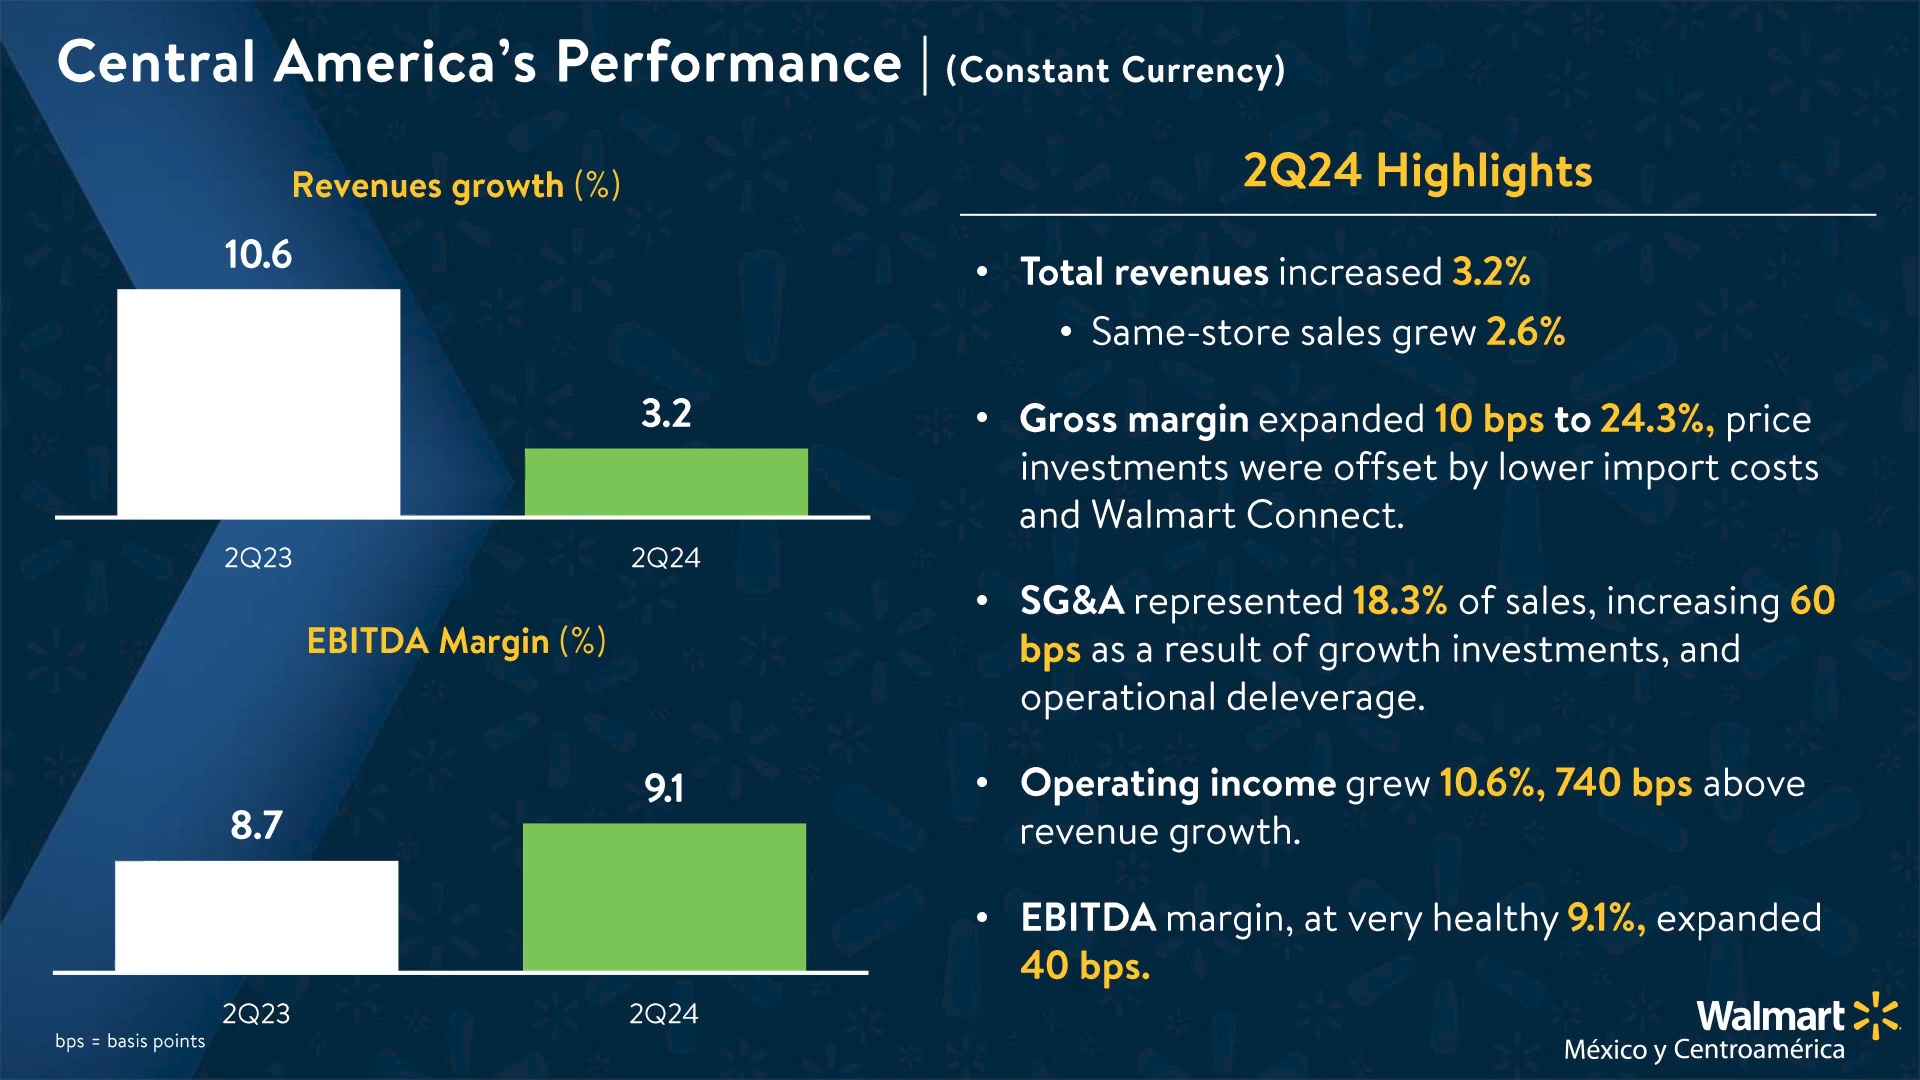 Central America's Performance | (Constant Currency)
Revenues growth (%)
10.6
3.2
2Q23
2Q24
EBITDA Margin (%)
8.7
9.1
2Q23
2Q24
bps = basis points
2Q24 Highlights
• Total revenues increased 3.2%
• Same-store sales grew 2.6%
• Gross margin expanded 10 bps to 24.3%, price
investments were offset by lower import costs
and Walmart Connect.
• SG&A represented 18.3% of sales, increasing 60
bps as a result of growth investments, and
operational deleverage.
• Operating income grew 10.6%, 740 bps above
revenue growth.
• EBITDA margin, at very healthy 9.1%, expanded
40 bps.
Walmart
México y Centroamérica